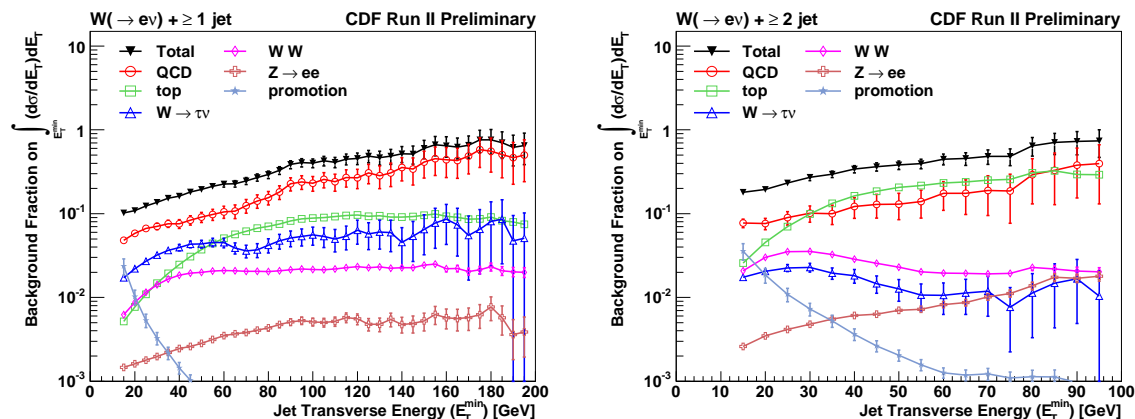 W(→ eν) + ≥ 1 jet
CDF Run II Preliminary
Background Fraction on ∫_{E_T^min} (dσ/dE_T)dE_T
10
1
10⁻¹
10⁻²
10⁻³
Total
QCD
top
W → τν
W W
Z → ee
promotion
0 20 40 60 80 100 120 140 160 180 200
Jet Transverse Energy (E_T^min) [GeV]
W(→ eν) + ≥ 2 jet
CDF Run II Preliminary
Background Fraction on ∫_{E_T^min} (dσ/dE_T)dE_T
10
1
10⁻¹
10⁻²
10⁻³
Total
QCD
top
W → τν
W W
Z → ee
promotion
0 10 20 30 40 50 60 70 80 90 100
Jet Transverse Energy (E_T^min) [GeV]